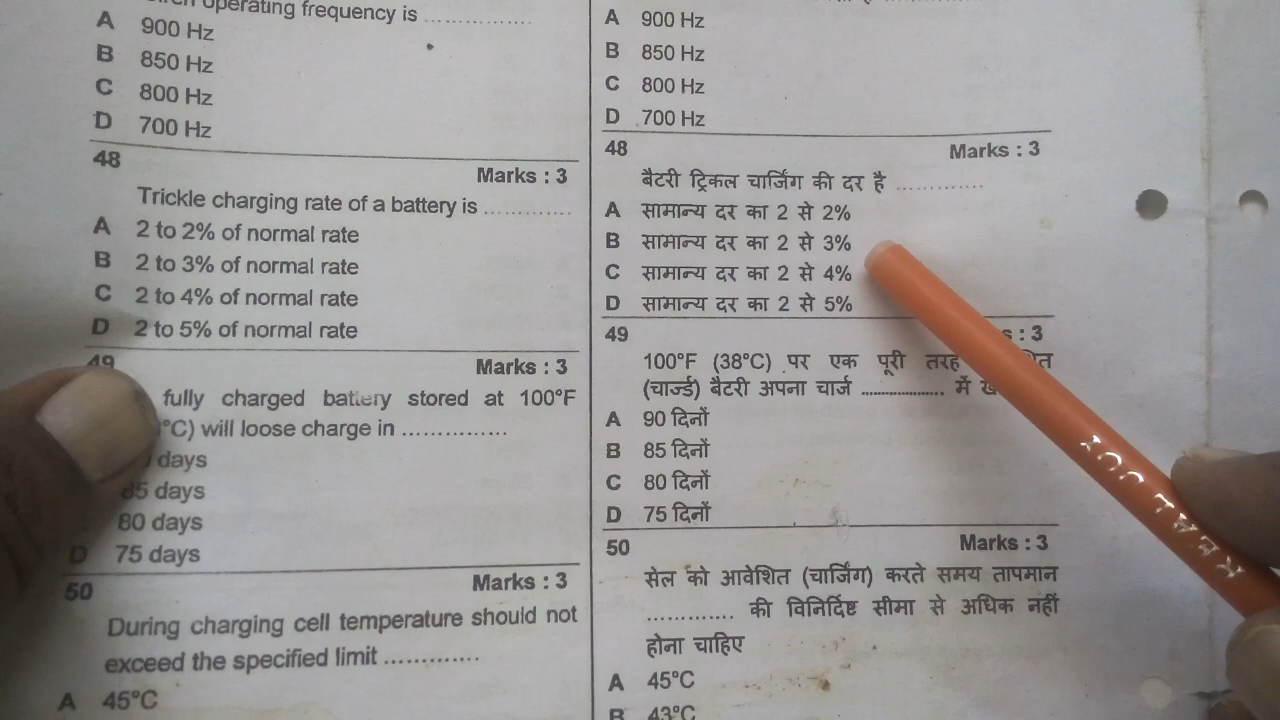 operating frequency is ..................
A 900 Hz
B 850 Hz
C 800 Hz
D 700 Hz
48
Marks : 3
Trickle charging rate of a battery is .............
A 2 to 2% of normal rate
B 2 to 3% of normal rate
C 2 to 4% of normal rate
D 2 to 5% of normal rate
49
Marks : 3
fully charged battery stored at 100°F
°C) will loose charge in ................
days
85 days
80 days
D 75 days
50
Marks : 3
During charging cell temperature should not
exceed the specified limit ..............
A 45°C
A 900 Hz
B 850 Hz
C 800 Hz
D 700 Hz
48
Marks : 3
बैटरी ट्रिकल चार्जिंग की दर है .............
A सामान्य दर का 2 से 2%
B सामान्य दर का 2 से 3%
C सामान्य दर का 2 से 4%
D सामान्य दर का 2 से 5%
49
: 3
100°F (38°C) पर एक पूरी तरह
(चार्ज्ड) बैटरी अपना चार्ज .................... में
A 90 दिनों
B 85 दिनों
C 80 दिनों
D 75 दिनों
50
Marks : 3
सेल को आवेशित (चार्जिंग) करते समय तापमान
............. की विनिर्दिष्ट सीमा से अधिक नहीं
होना चाहिए
A 45°C
B 43°C